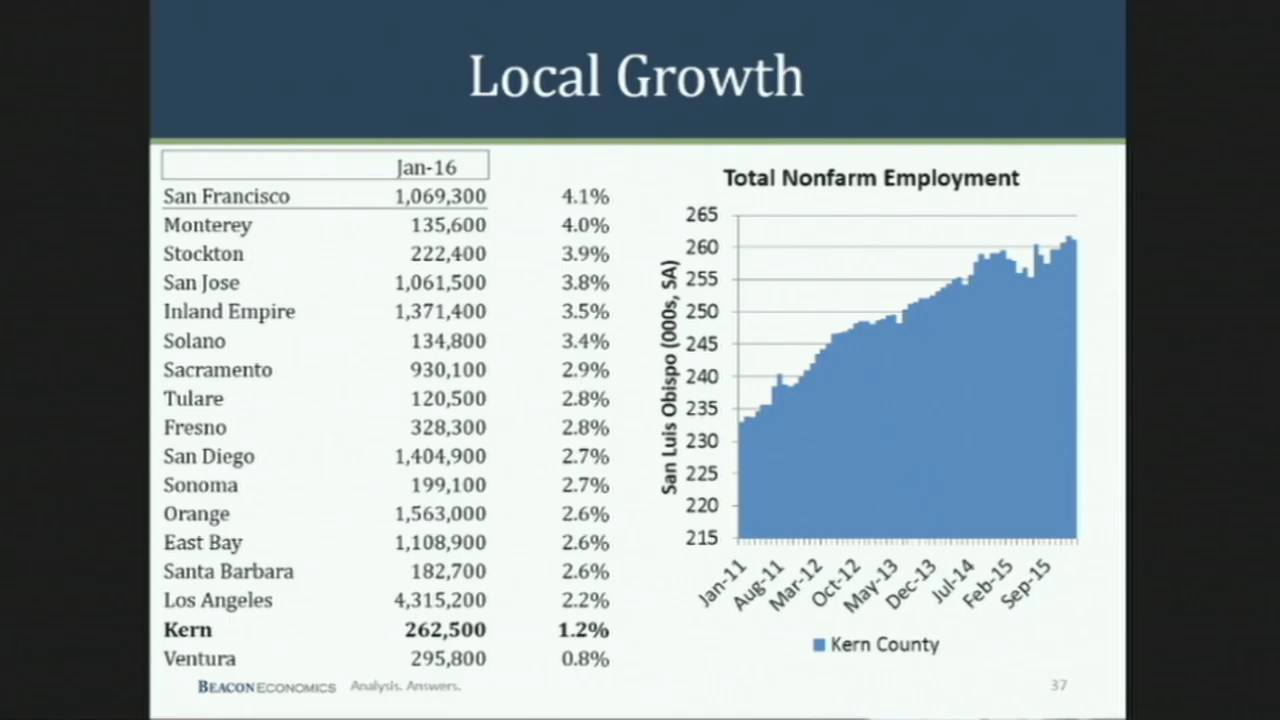 Local Growth
Jan-16
San Francisco 1,069,300 4.1%
Monterey 135,600 4.0%
Stockton 222,400 3.9%
San Jose 1,061,500 3.8%
Inland Empire 1,371,400 3.5%
Solano 134,800 3.4%
Sacramento 930,100 2.9%
Tulare 120,500 2.8%
Fresno 328,300 2.8%
San Diego 1,404,900 2.7%
Sonoma 199,100 2.7%
Orange 1,563,000 2.6%
East Bay 1,108,900 2.6%
Santa Barbara 182,700 2.6%
Los Angeles 4,315,200 2.2%
Kern 262,500 1.2%
Ventura 295,800 0.8%
Total Nonfarm Employment
San Luis Obispo (000s, SA)
265
260
255
250
245
240
235
230
225
220
215
Jan-11 Aug-11 Mar-12 Oct-12 May-13 Dec-13 Jul-14 Feb-15 Sep-15
Kern County
BEACON ECONOMICS Analysis. Answers.
37